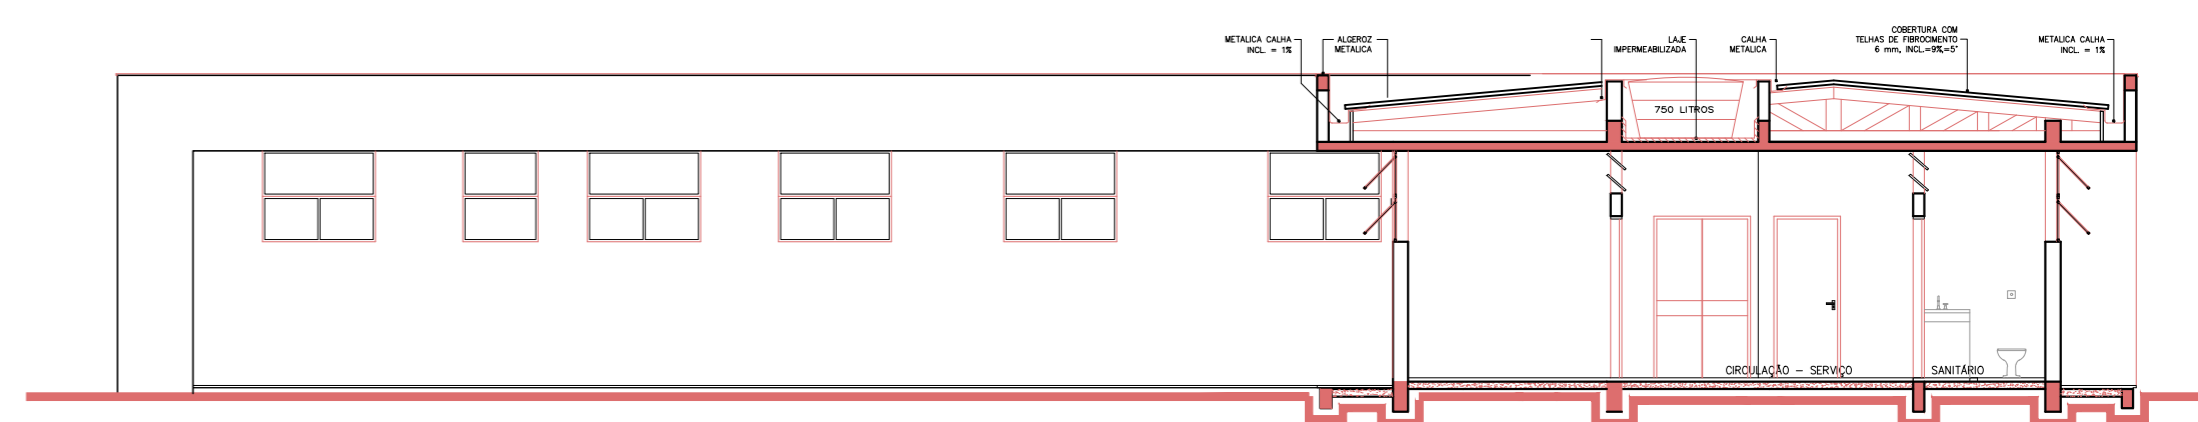 METALICA CALHA
INCL. = 1%
ALGEROZ
METALICA
LAJE
IMPERMEABILIZADA
CALHA
METALICA
COBERTURA COM
TELHAS DE FIBROCIMENTO
6 mm, INCL.=9%=5°
METALICA CALHA
INCL. = 1%
750 LITROS
CIRCULAÇÃO - SERVIÇO
SANITÁRIO